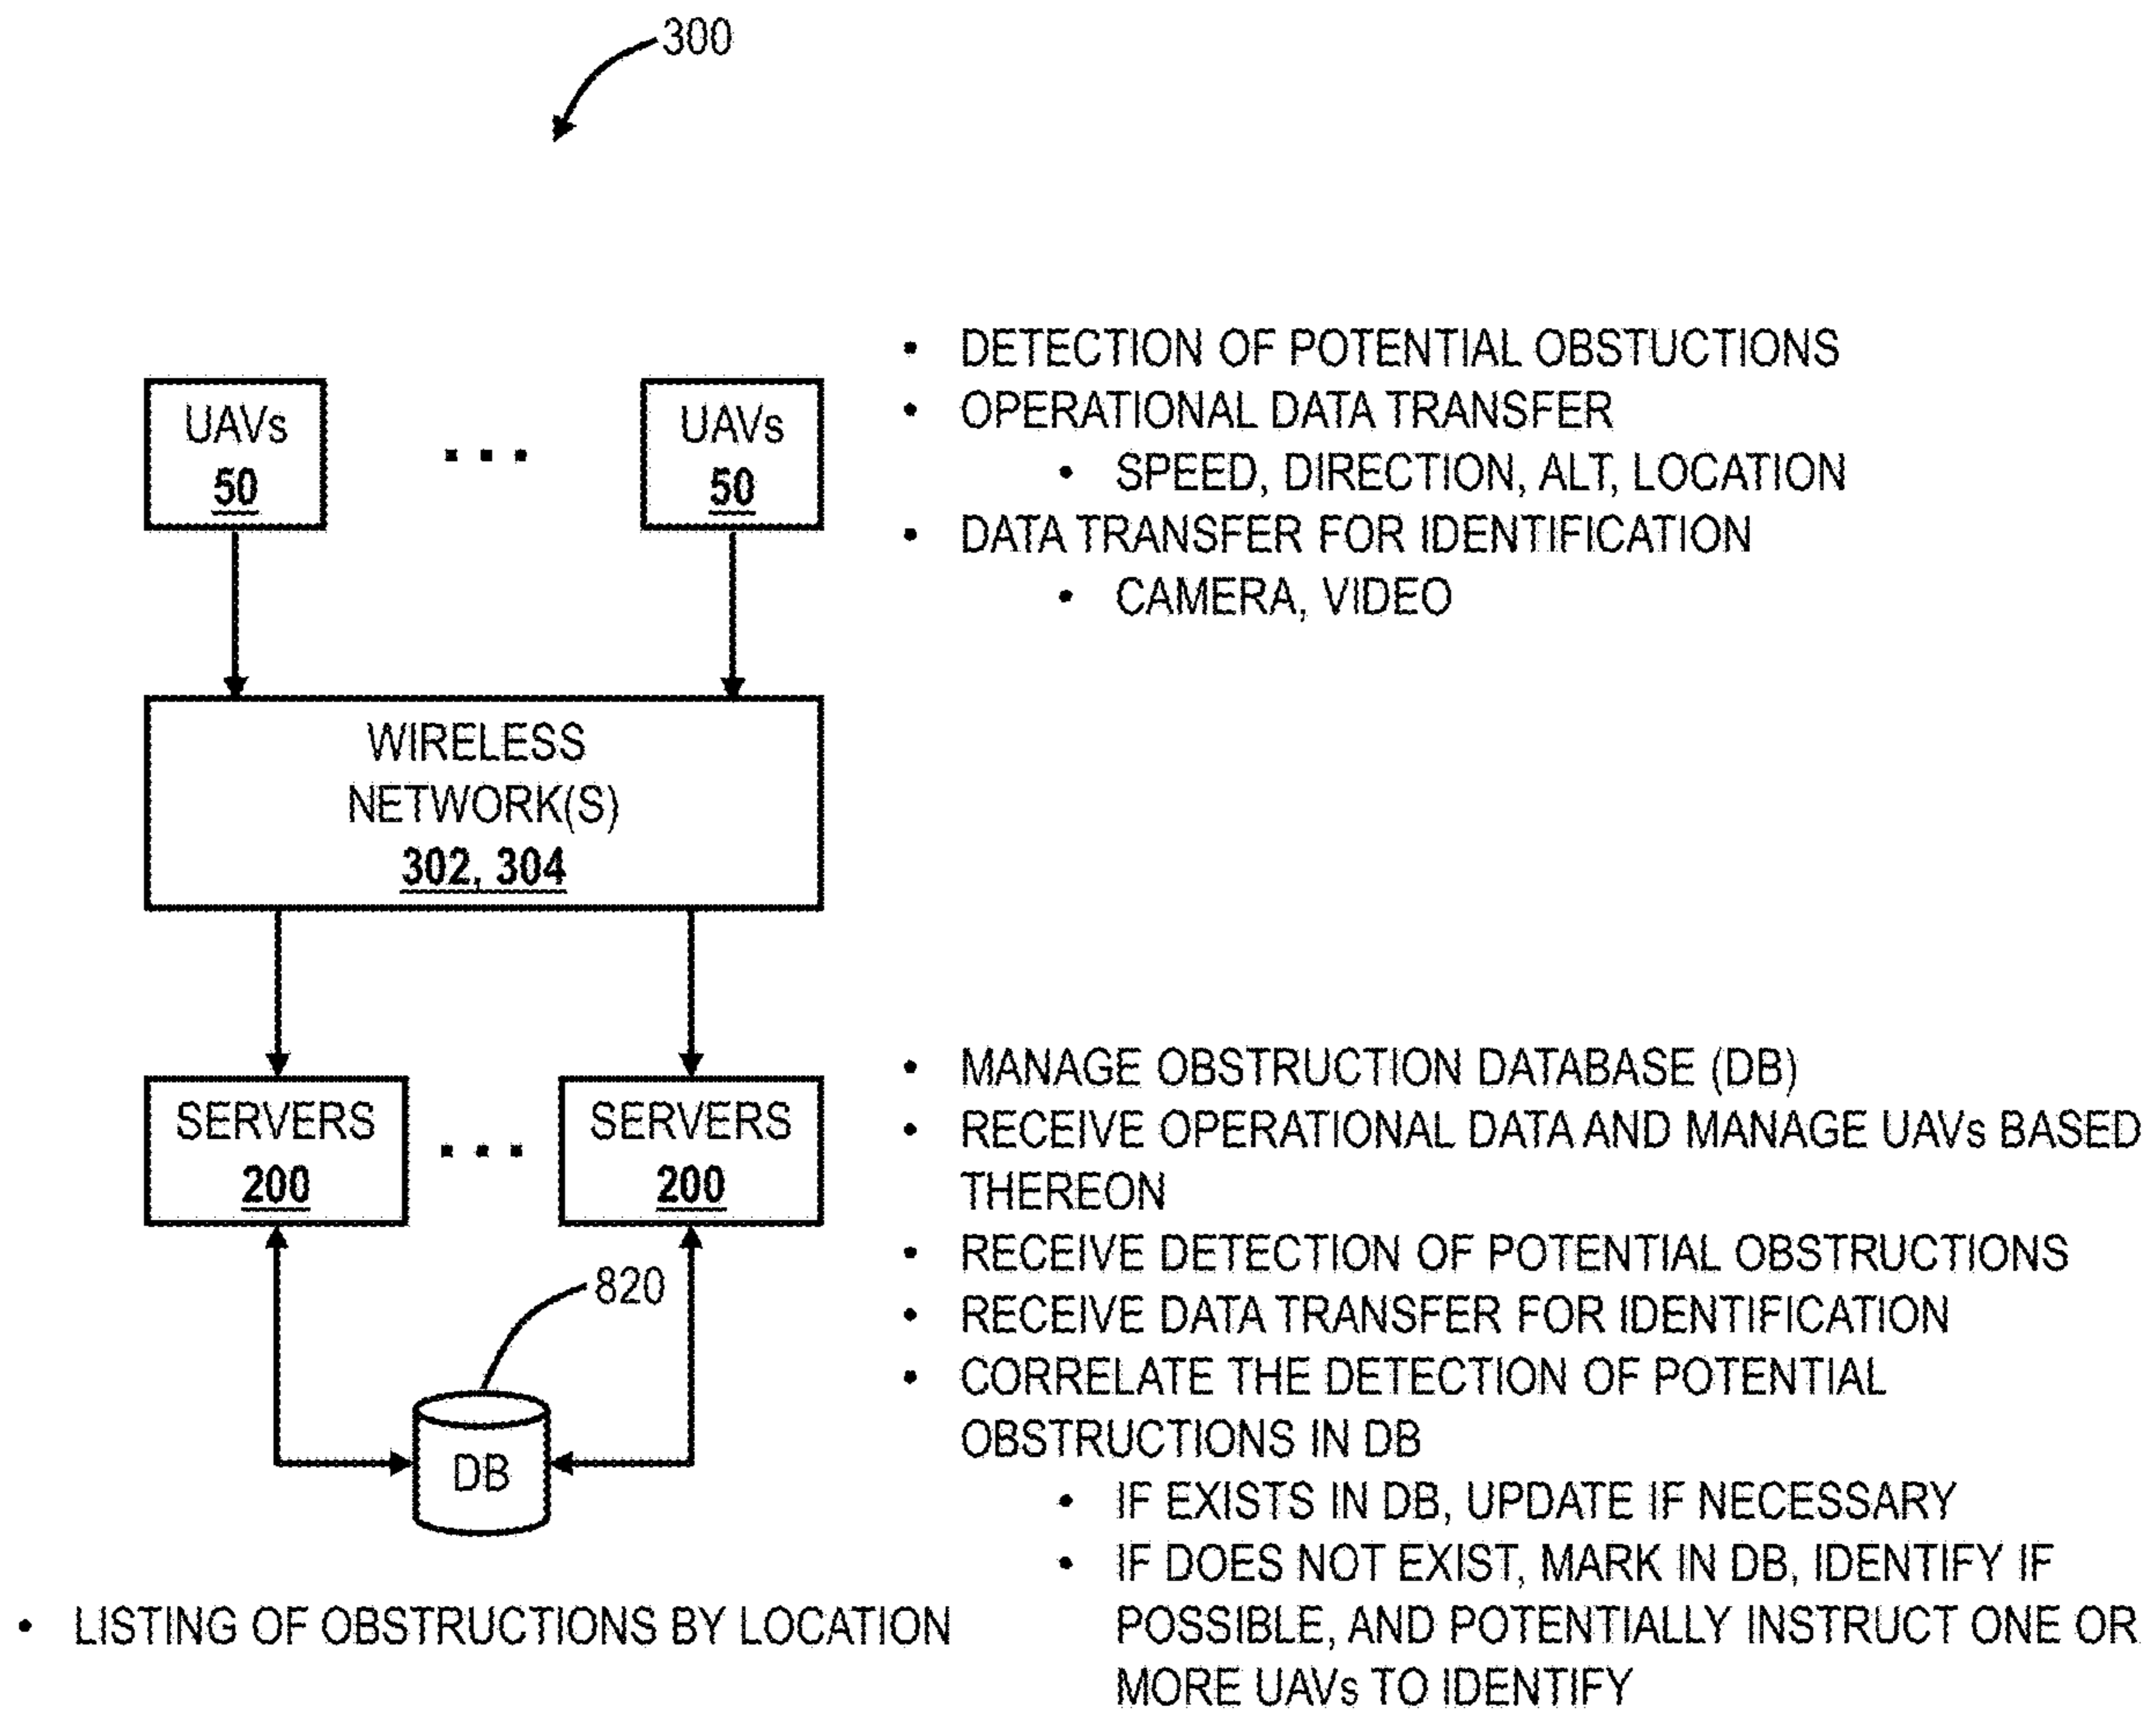 300
UAVs
50
UAVs
50
• DETECTION OF POTENTIAL OBSTUCTIONS
• OPERATIONAL DATA TRANSFER
• SPEED, DIRECTION, ALT, LOCATION
• DATA TRANSFER FOR IDENTIFICATION
• CAMERA, VIDEO
WIRELESS
NETWORK(S)
302, 304
SERVERS
200
SERVERS
200
• MANAGE OBSTRUCTION DATABASE (DB)
• RECEIVE OPERATIONAL DATA AND MANAGE UAVs BASED
THEREON
• RECEIVE DETECTION OF POTENTIAL OBSTRUCTIONS
• RECEIVE DATA TRANSFER FOR IDENTIFICATION
• CORRELATE THE DETECTION OF POTENTIAL
OBSTRUCTIONS IN DB
• IF EXISTS IN DB, UPDATE IF NECESSARY
• IF DOES NOT EXIST, MARK IN DB, IDENTIFY IF
POSSIBLE, AND POTENTIALLY INSTRUCT ONE OR
MORE UAVs TO IDENTIFY
820
DB
• LISTING OF OBSTRUCTIONS BY LOCATION